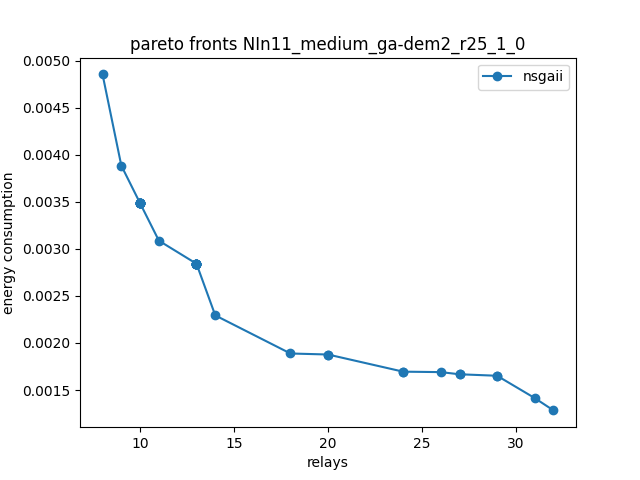 pareto fronts NIn11_medium_ga-dem2_r25_1_0
nsgaii
0.0050
0.0045
0.0040
0.0035
0.0030
0.0025
0.0020
0.0015
energy consumption
10 15 20 25 30
relays